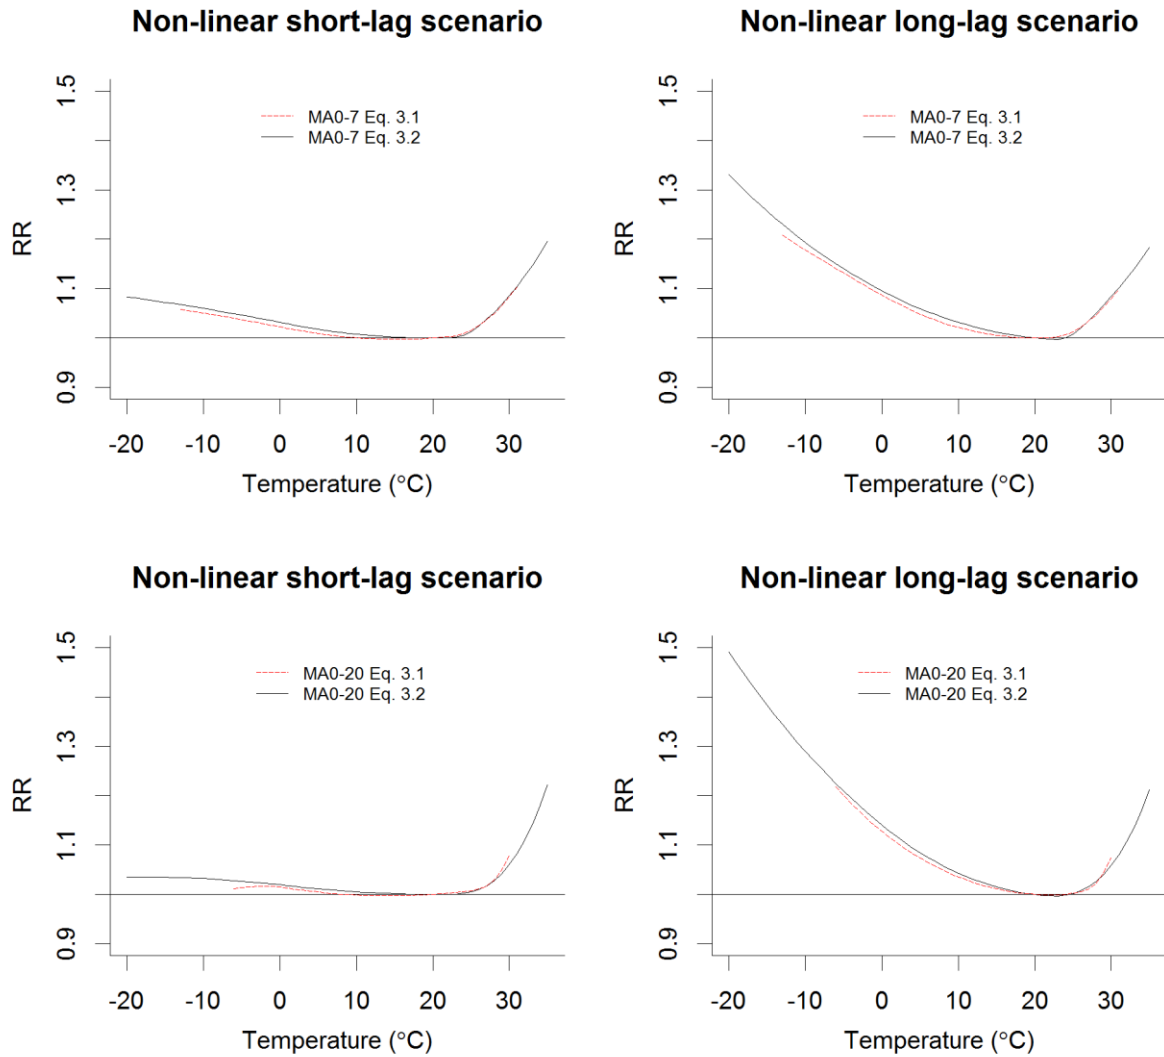 Non-linear short-lag scenario
Non-linear long-lag scenario
1.5
1.3
1.1
0.9
RR
MA0-7 Eq. 3.1
MA0-7 Eq. 3.2
-20 -10 0 10 20 30
Temperature (°C)
1.5
1.3
1.1
0.9
RR
MA0-7 Eq. 3.1
MA0-7 Eq. 3.2
-20 -10 0 10 20 30
Temperature (°C)
Non-linear short-lag scenario
Non-linear long-lag scenario
1.5
1.3
1.1
0.9
RR
MA0-20 Eq. 3.1
MA0-20 Eq. 3.2
-20 -10 0 10 20 30
Temperature (°C)
1.5
1.3
1.1
0.9
RR
MA0-20 Eq. 3.1
MA0-20 Eq. 3.2
-20 -10 0 10 20 30
Temperature (°C)